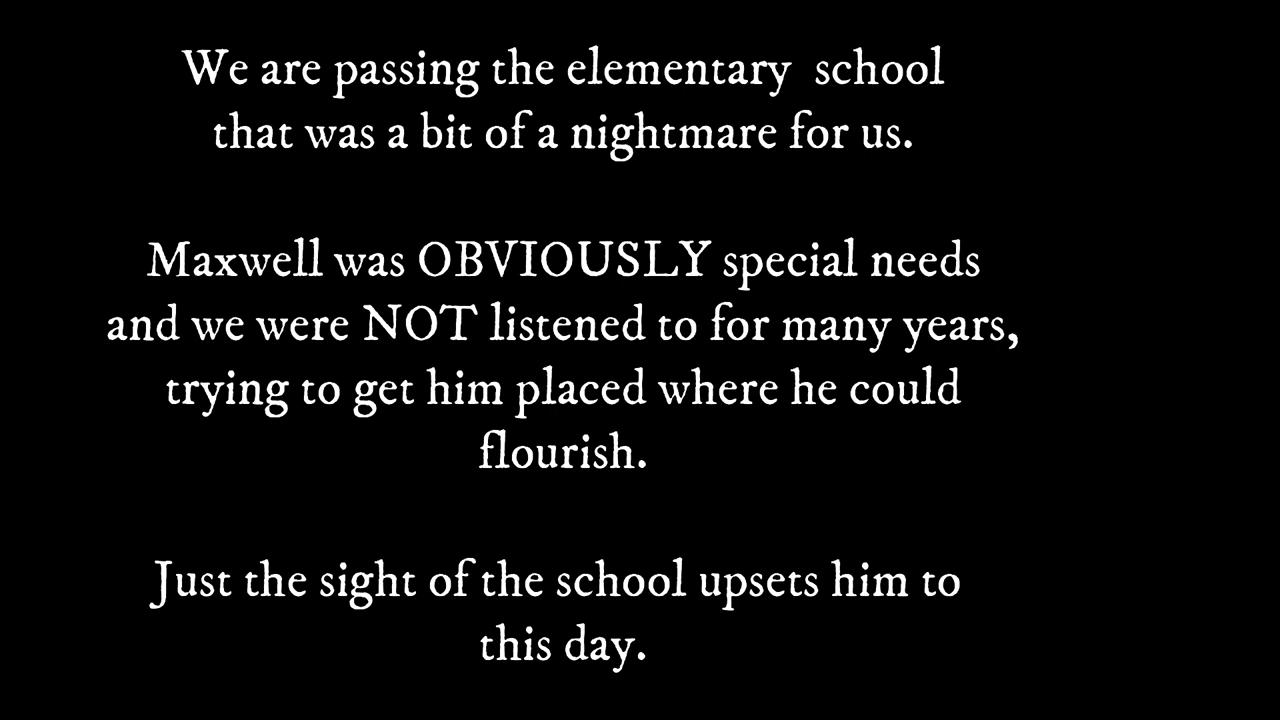 We are passing the elementary  school
that was a bit of a nightmare for us.
Maxwell was OBVIOUSLY special needs
and we were NOT listened to for many years,
trying to get him placed where he could
flourish.
Just the sight of the school upsets him to
this day.